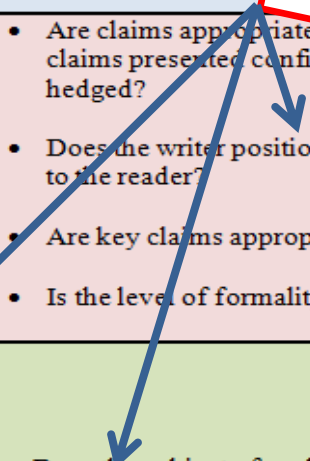 • Are claims appropriate
claims presented confi
hedged?
• Does the writer positio
to the reader?
• Are key claims approp
• Is the level of formalit